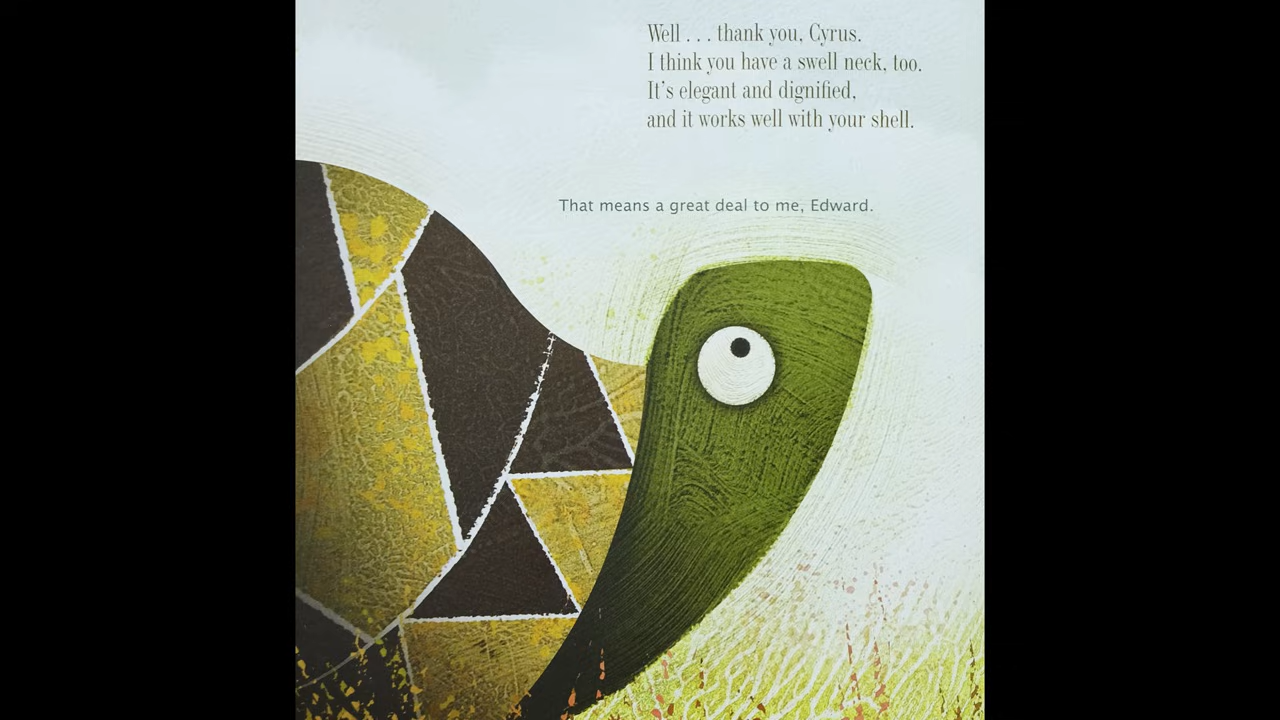 Well . . . thank you, Cyrus.
I think you have a swell neck, too.
It's elegant and dignified,
and it works well with your shell.
That means a great deal to me, Edward.